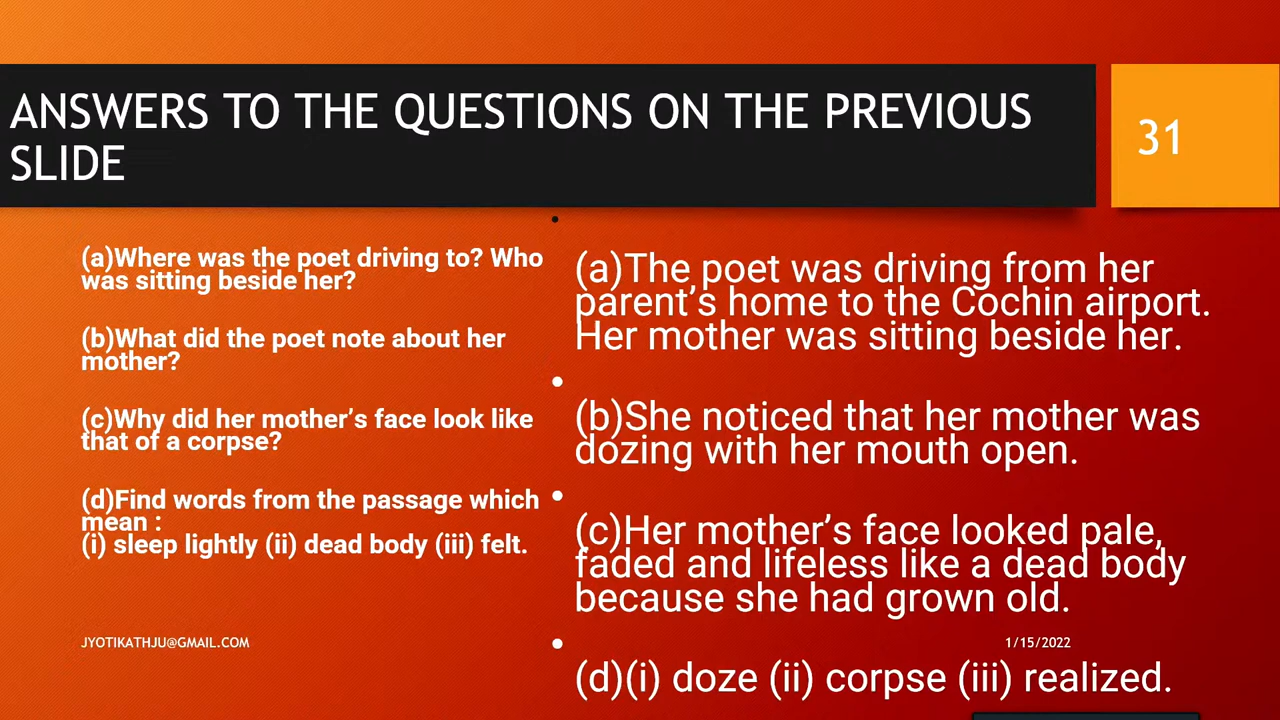 ANSWERS TO THE QUESTIONS ON THE PREVIOUS
SLIDE
31
(a)Where was the poet driving to? Who
was sitting beside her?
(b)What did the poet note about her
mother?
(c)Why did her mother’s face look like
that of a corpse?
(d)Find words from the passage which
mean :
(i) sleep lightly (ii) dead body (iii) felt.
(a)The poet was driving from her
parent’s home to the Cochin airport.
Her mother was sitting beside her.
(b)She noticed that her mother was
dozing with her mouth open.
(c)Her mother’s face looked pale,
faded and lifeless like a dead body
because she had grown old.
(d)(i) doze (ii) corpse (iii) realized.
JYOTIKATHJU@GMAIL.COM
1/15/2022